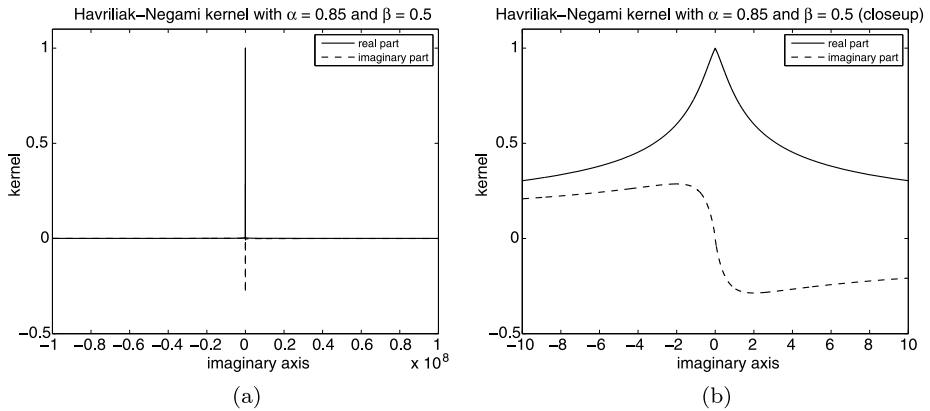 Havriliak−Negami kernel with α = 0.85 and β = 0.5
real part
imaginary part
1
0.5
0
−0.5
kernel
−1 −0.8 −0.6 −0.4 −0.2 0 0.2 0.4 0.6 0.8 1
imaginary axis
x 10^8
(a)
Havriliak−Negami kernel with α = 0.85 and β = 0.5 (closeup)
real part
imaginary part
1
0.5
0
−0.5
kernel
−10 −8 −6 −4 −2 0 2 4 6 8 10
imaginary axis
(b)